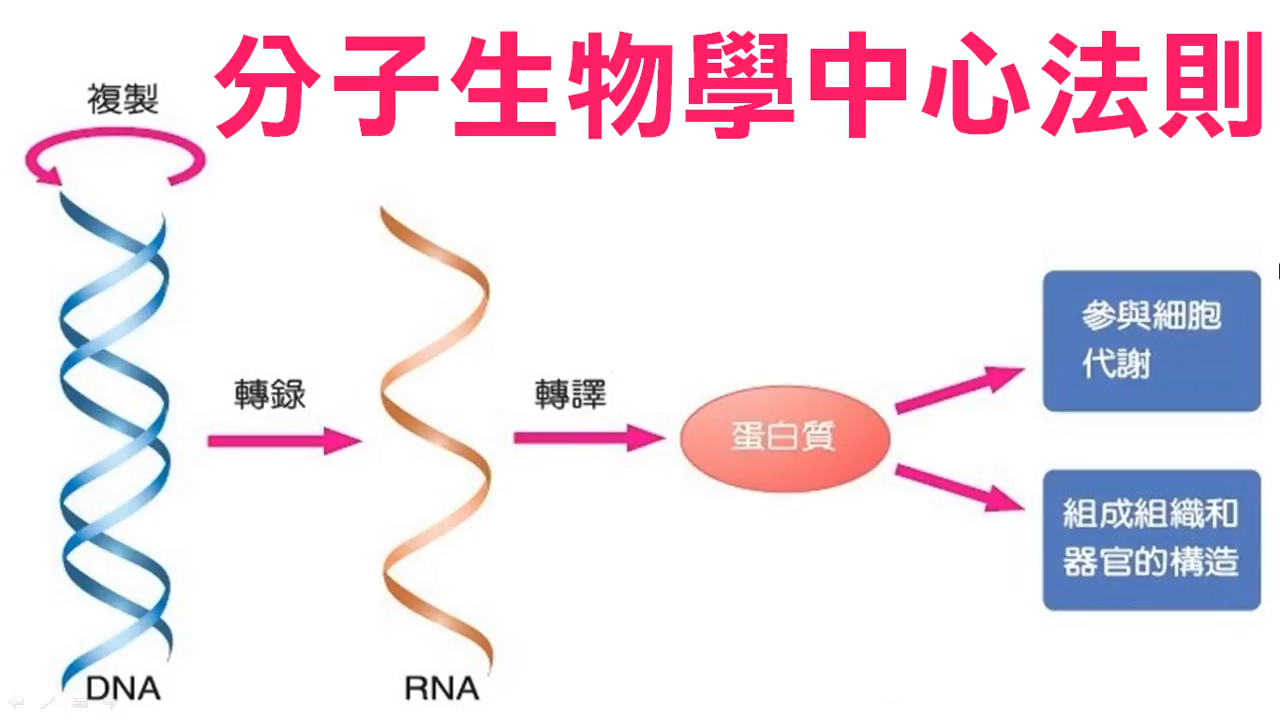 分子生物學中心法則
複製
轉錄
轉譯
蛋白質
參與細胞
代謝
組成組織和
器官的構造
DNA
RNA